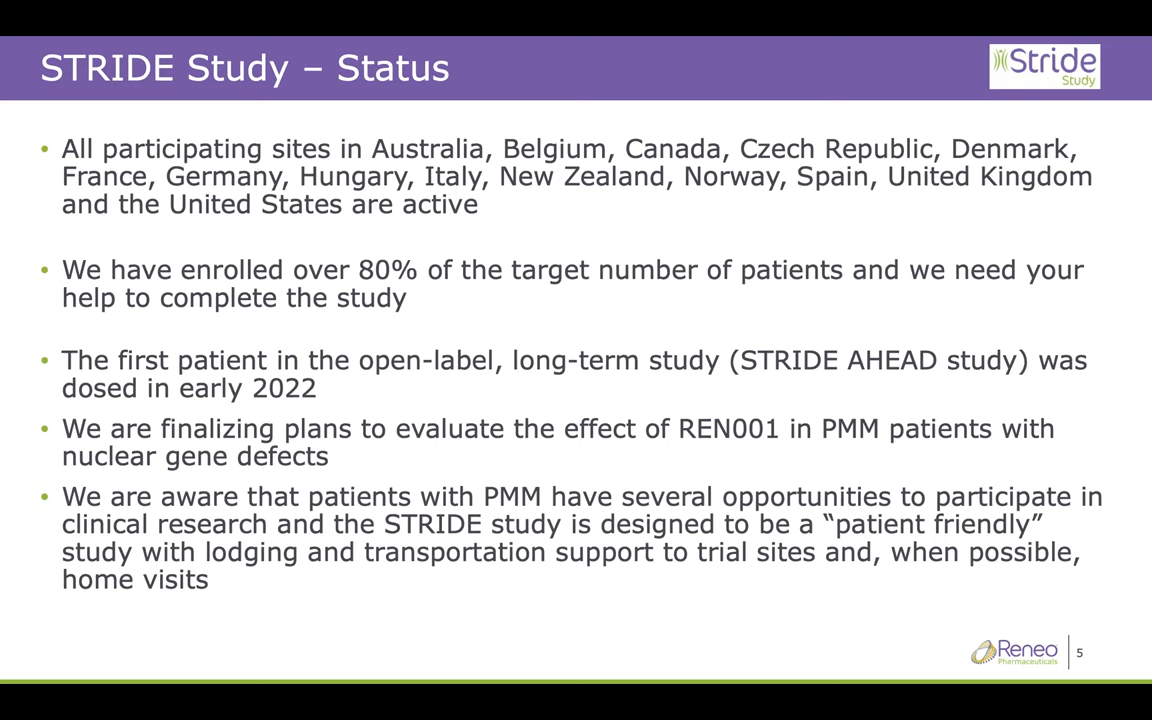 STRIDE Study – Status
Stride
Study
• All participating sites in Australia, Belgium, Canada, Czech Republic, Denmark,
France, Germany, Hungary, Italy, New Zealand, Norway, Spain, United Kingdom
and the United States are active
• We have enrolled over 80% of the target number of patients and we need your
help to complete the study
• The first patient in the open-label, long-term study (STRIDE AHEAD study) was
dosed in early 2022
• We are finalizing plans to evaluate the effect of REN001 in PMM patients with
nuclear gene defects
• We are aware that patients with PMM have several opportunities to participate in
clinical research and the STRIDE study is designed to be a “patient friendly”
study with lodging and transportation support to trial sites and, when possible,
home visits
Reneo
Pharmaceuticals
5